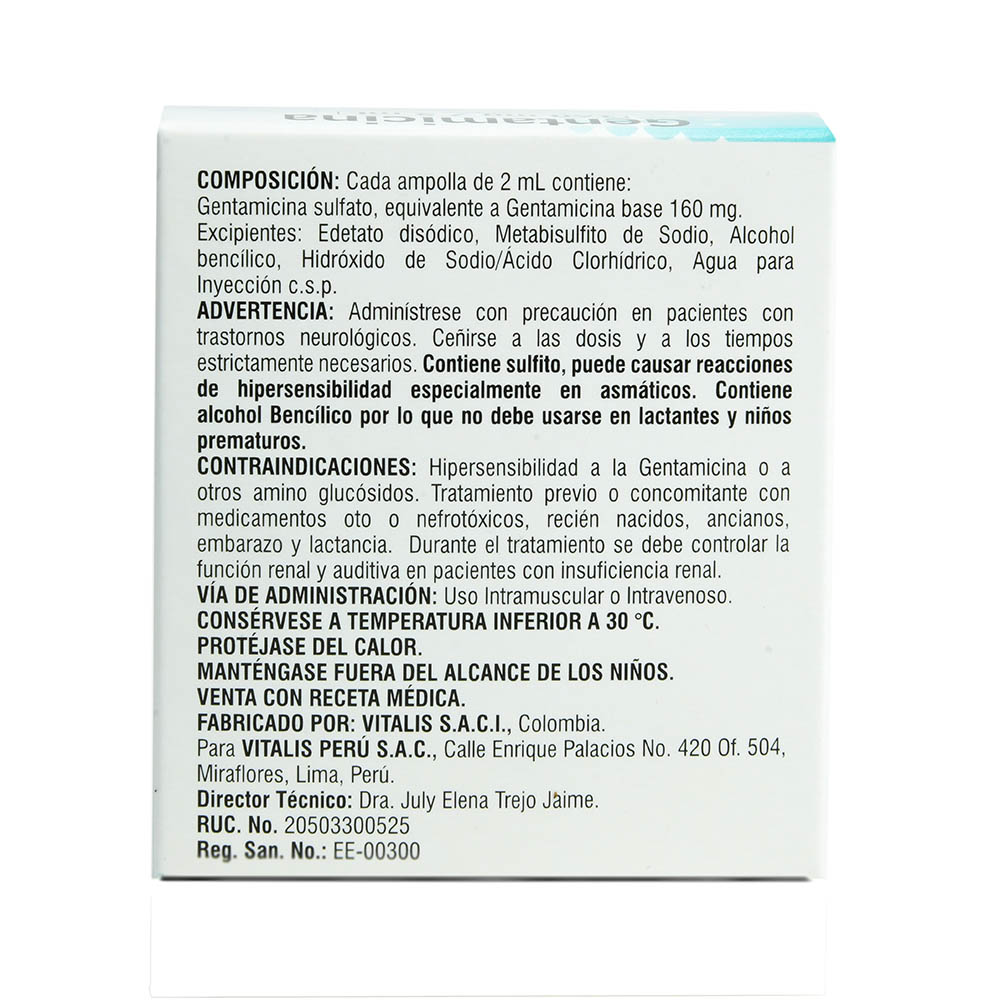 Gentamicina
COMPOSICIÓN: Cada ampolla de 2 mL contiene:
Gentamicina sulfato, equivalente a Gentamicina base 160 mg.
Excipientes: Edetato disódico, Metabisulfito de Sodio, Alcohol
bencílico, Hidróxido de Sodio/Ácido Clorhídrico, Agua para
Inyección c.s.p.
ADVERTENCIA: Adminístrese con precaución en pacientes con
trastornos neurológicos. Ceñirse a las dosis y a los tiempos
estrictamente necesarios. Contiene sulfito, puede causar reacciones
de hipersensibilidad especialmente en asmáticos. Contiene
alcohol Bencílico por lo que no debe usarse en lactantes y niños
prematuros.
CONTRAINDICACIONES: Hipersensibilidad a la Gentamicina o a
otros amino glucósidos. Tratamiento previo o concomitante con
medicamentos oto o nefrotóxicos, recién nacidos, ancianos,
embarazo y lactancia. Durante el tratamiento se debe controlar la
función renal y auditiva en pacientes con insuficiencia renal.
VÍA DE ADMINISTRACIÓN: Uso Intramuscular o Intravenoso.
CONSÉRVESE A TEMPERATURA INFERIOR A 30 °C.
PROTÉJASE DEL CALOR.
MANTÉNGASE FUERA DEL ALCANCE DE LOS NIÑOS.
VENTA CON RECETA MÉDICA.
FABRICADO POR: VITALIS S.A.C.I., Colombia.
Para VITALIS PERÚ S.A.C., Calle Enrique Palacios No. 420 Of. 504,
Miraflores, Lima, Perú.
Director Técnico: Dra. July Elena Trejo Jaime.
RUC. No. 20503300525
Reg. San. No.: EE-00300